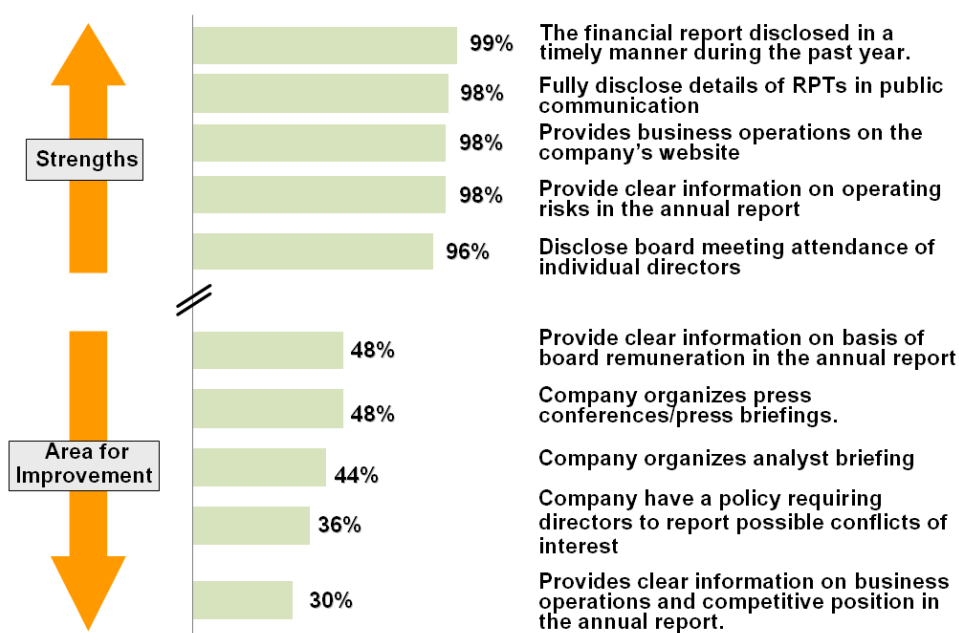 99%
The financial report disclosed in a
timely manner during the past year.
98%
Fully disclose details of RPTs in public
communication
98%
Provides business operations on the
company's website
Strengths
98%
Provide clear information on operating
risks in the annual report
96%
Disclose board meeting attendance of
individual directors
48%
Provide clear information on basis of
board remuneration in the annual report
48%
Company organizes press
conferences/press briefings.
Area for
Improvement
44%
Company organizes analyst briefing
36%
Company have a policy requiring
directors to report possible conflicts of
interest
30%
Provides clear information on business
operations and competitive position in
the annual report.